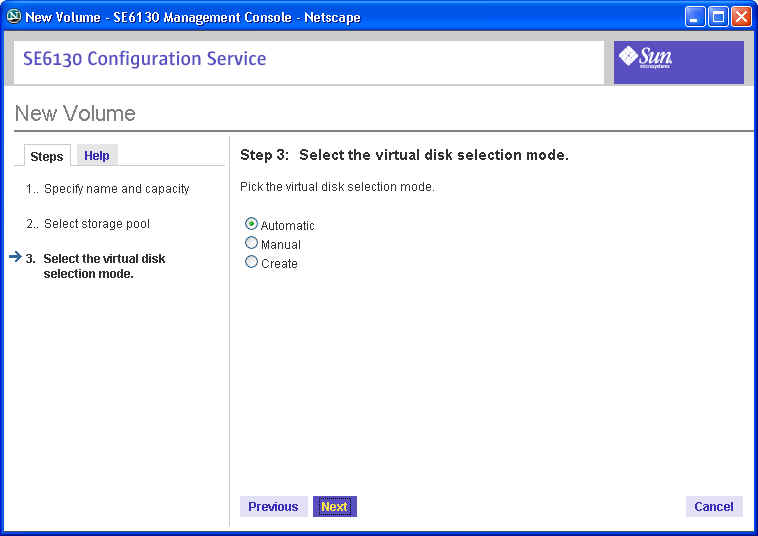 New Volume - SE6130 Management Console - Netscape
SE6130 Configuration Service
Sun
microsystems
New Volume
Steps
Help
1.. Specify name and capacity
2.. Select storage pool
3. Select the virtual disk
selection mode.
Step 3: Select the virtual disk selection mode.
Pick the virtual disk selection mode.
Automatic
Manual
Create
Previous
Next
Cancel